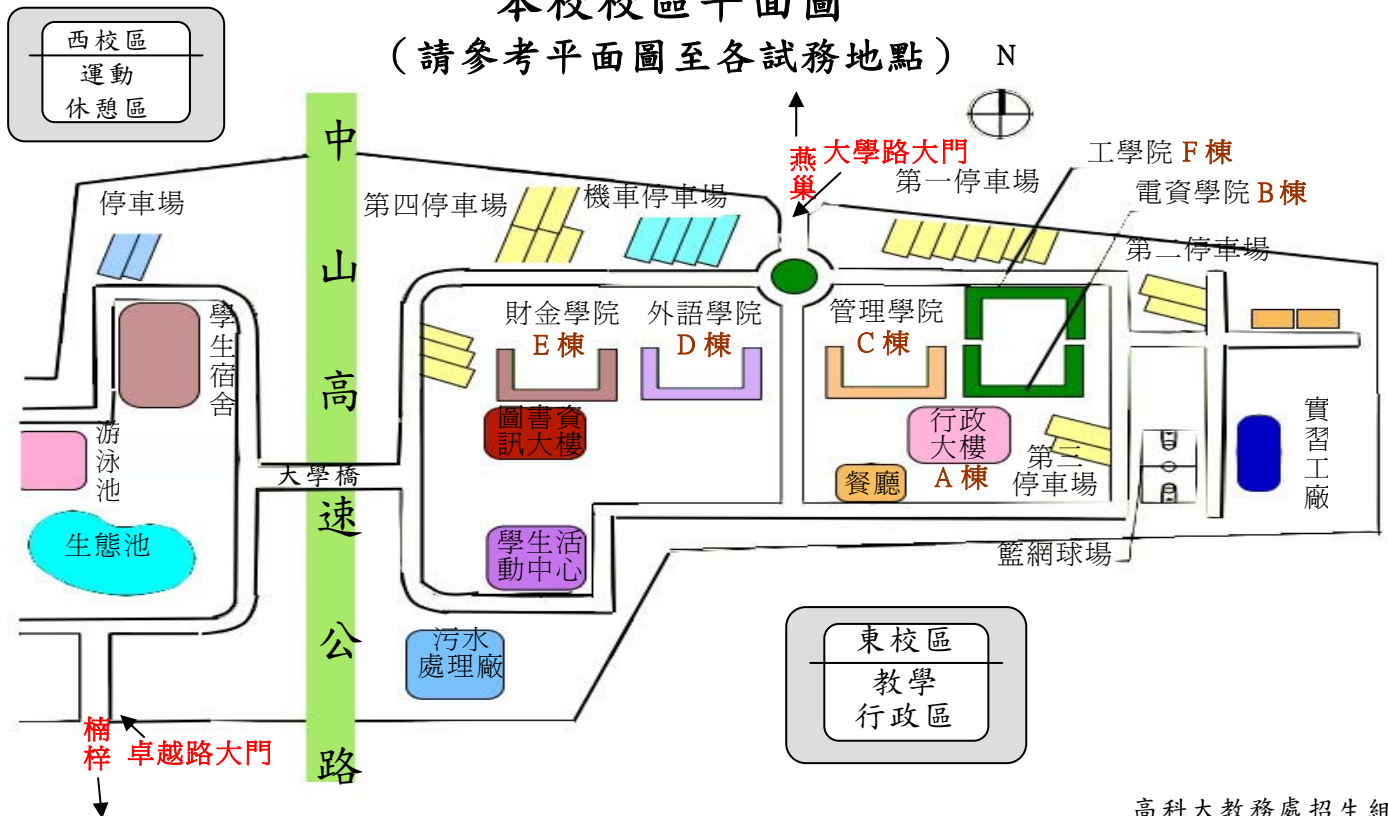 本校校區平面圖
（請參考平面圖至各試務地點）
N
西校區
運動
休憩區
中山高速公路
燕巢
大學路大門
工學院 F棟
電資學院 B棟
停車場
第四停車場
機車停車場
第一停車場
第二停車場
學生宿舍
財金學院
E棟
外語學院
D棟
管理學院
C棟
圖書資
訊大樓
行政
大樓
A棟
第二
停車場
餐廳
實習工廠
游泳池
大學橋
生態池
學生活
動中心
籃網球場
污水
處理廠
東校區
教學
行政區
楠梓
卓越路大門
高科大教務處招生組